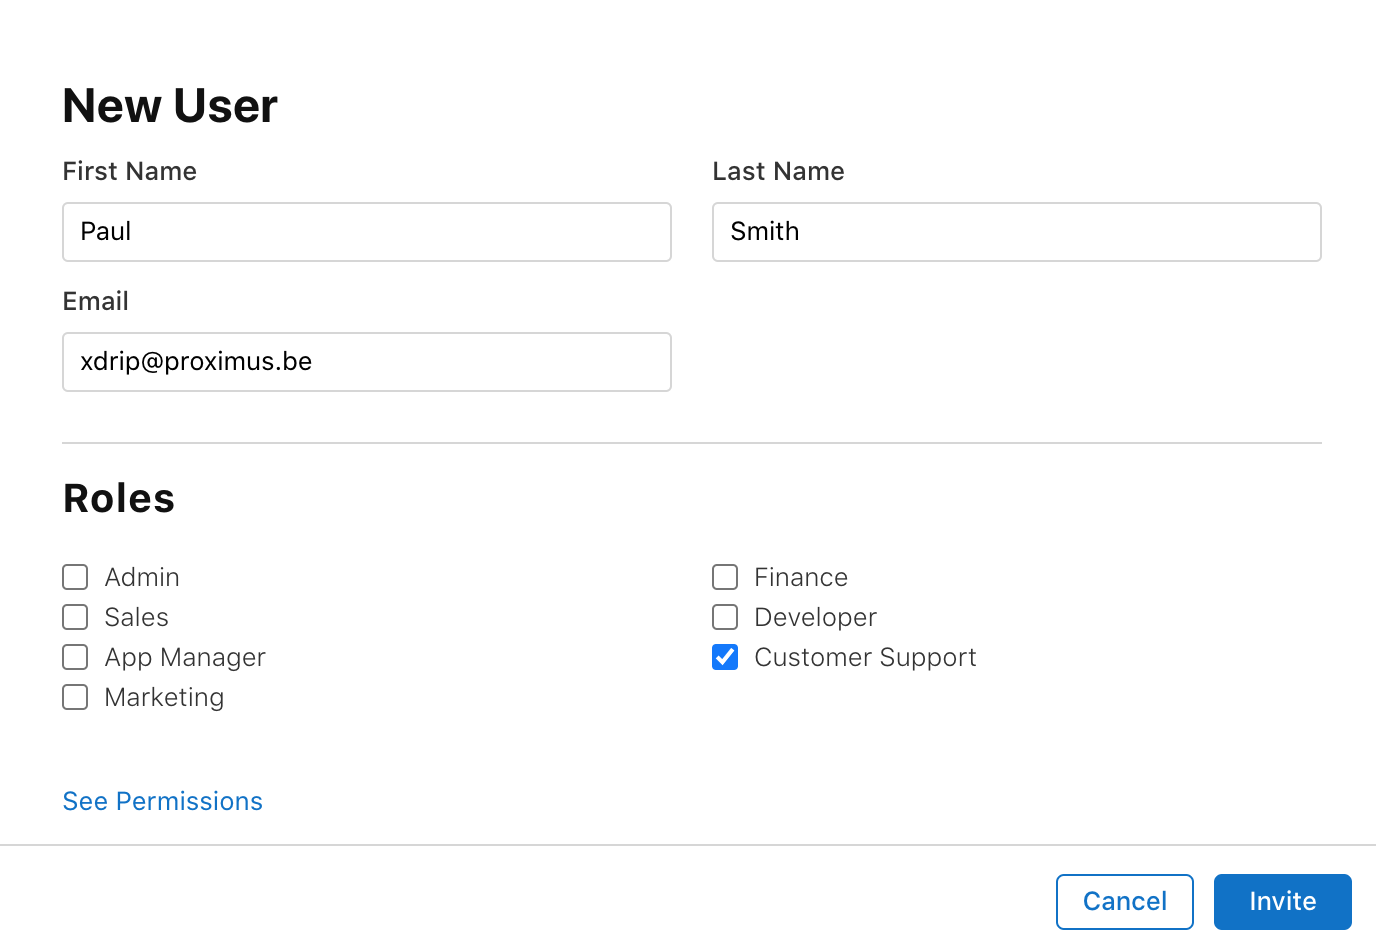 New User
First Name
Last Name
Paul
Smith
Email
xdrip@proximus.be
Roles
Admin
Finance
Sales
Developer
App Manager
Customer Support
Marketing
See Permissions
Cancel
Invite